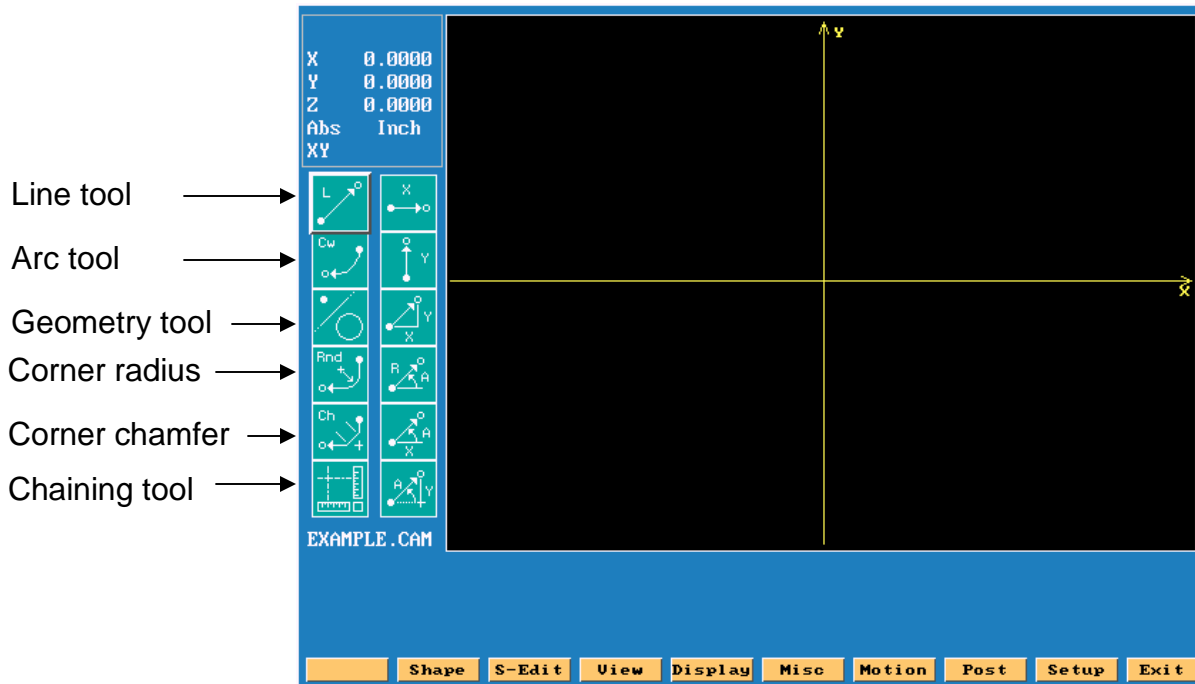 Y
X 0.0000
Y 0.0000
Z 0.0000
Abs Inch
XY
Line tool
L
X
Arc tool
Cw
Y
X
Geometry tool
Y
X
Corner radius
Rnd
R
A
Corner chamfer
Ch
A
X
Chaining tool
A
Y
EXAMPLE.CAM
Shape S-Edit View Display Misc Motion Post Setup Exit